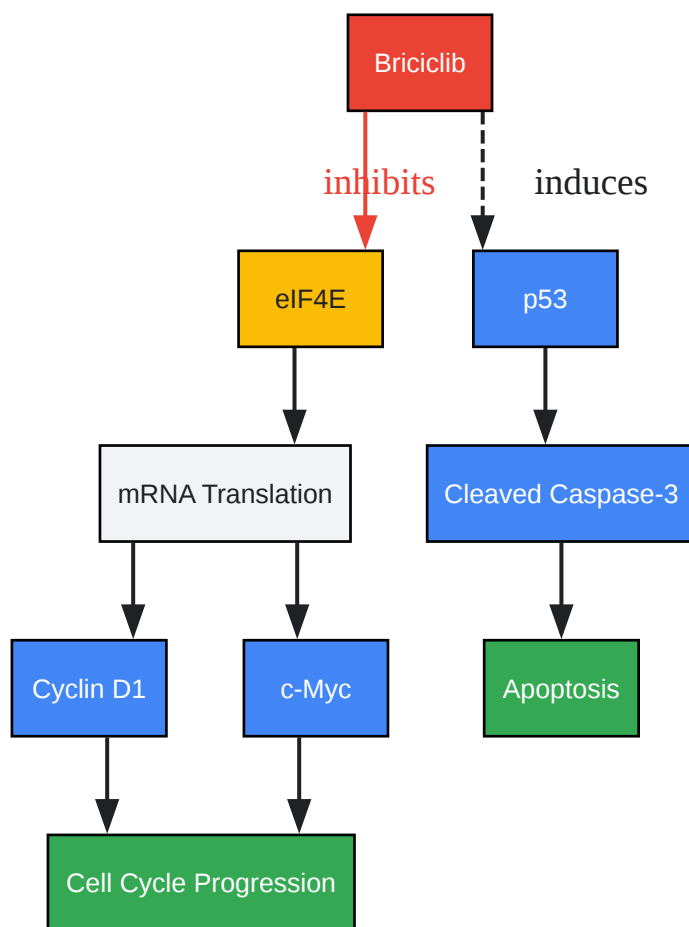 Briciclib
inhibits
induces
eIF4E
p53
mRNA Translation
Cleaved Caspase-3
Cyclin D1
c-Myc
Apoptosis
Cell Cycle Progression